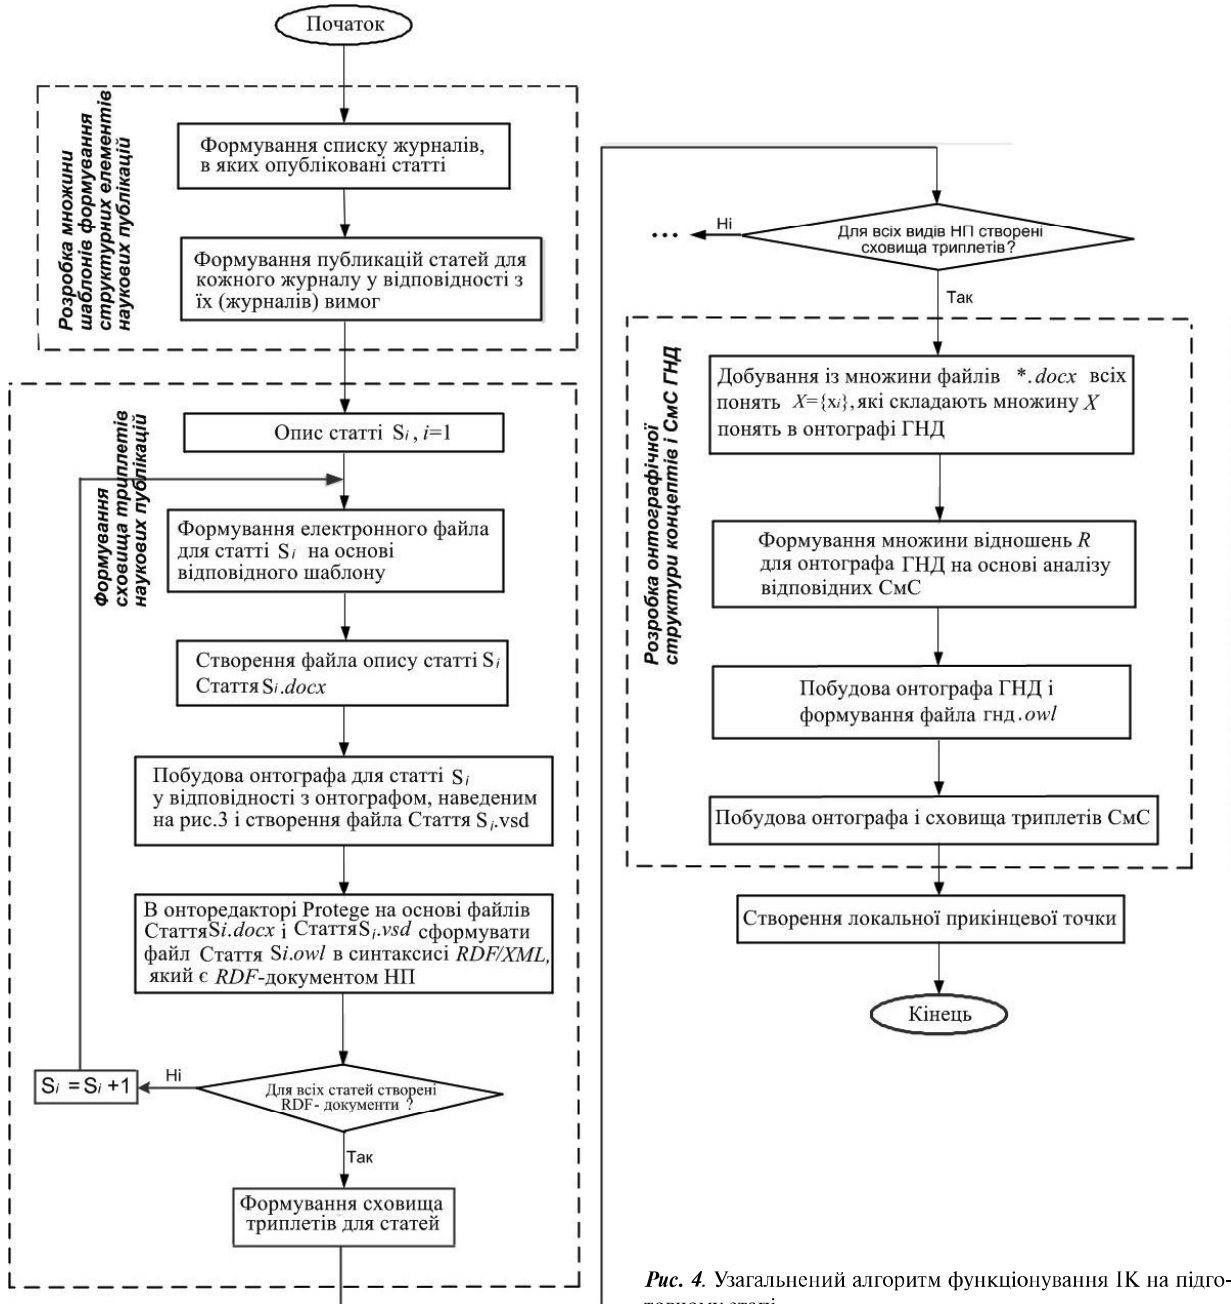 Початок
Розробка множини
шаблонів формування
структурних елементів
наукових публікацій
Формування списку журналів,
в яких опубліковані статті
Формування публикацій статей для
кожного журналу у відповідності з
їх (журналів) вимог
Формування
сховища триплетів
наукових публікацій
Опис статті Si , i=1
Формування електронного файла
для статті Si на основі
відповідного шаблону
Створення файла опису статті Si
Стаття Si.docx
Побудова онтографа для статті Si
у відповідності з онтографом, наведеним
на рис.3 і створення файла Стаття Si.vsd
В онторедакторі Protege на основі файлів
СтаттяSi.docx і СтаттяSi.vsd сформувати
файл Стаття Si.owl в синтаксисі RDF/XML,
який є RDF-документом НП
Для всіх статей створені
RDF- документи ?
Ні
Si = Si +1
Так
Формування сховища
триплетів для статей
Для всіх видів НП створені
сховища триплетів?
Ні
...
Так
Розробка онтографічної
структури концептів і СмС ГНД
Добування із множини файлів *.docx всіх
понять X={xi}, які складають множину X
понять в онтографі ГНД
Формування множини відношень R
для онтографа ГНД на основі аналізу
відповідних СмС
Побудова онтографа ГНД і
формування файла гнд.owl
Побудова онтографа і сховища триплетів СмС
Створення локальної прикінцевої точки
Кінець
Рис. 4. Узагальнений алгоритм функціонування ІК на підго-